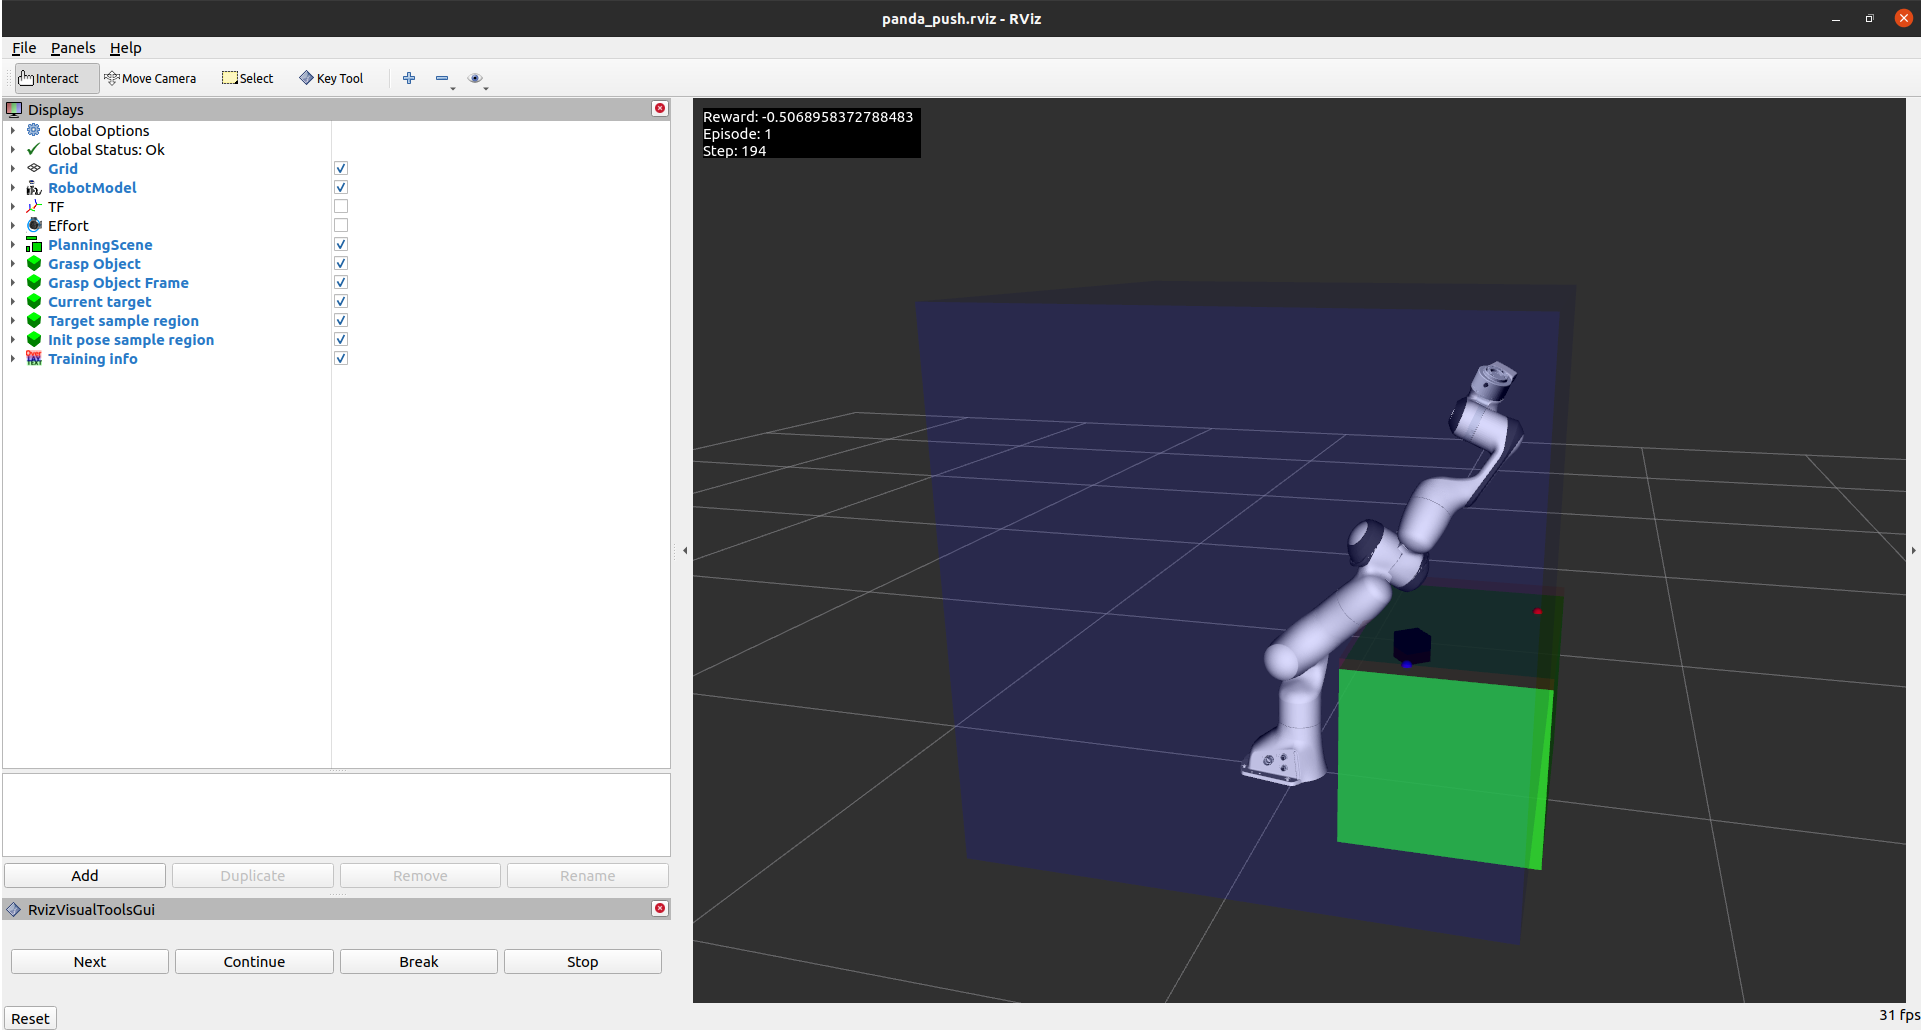 panda_push.rviz - RViz
File Panels Help
Interact Move Camera Select Key Tool
Displays
Global Options
Global Status: Ok
Grid
RobotModel
TF
Effort
PlanningScene
Grasp Object
Grasp Object Frame
Current target
Target sample region
Init pose sample region
Training info
Add Duplicate Remove Rename
RvizVisualToolsGui
Next Continue Break Stop
Reset
Reward: -0.5068958372788483
Episode: 1
Step: 194
31 fps